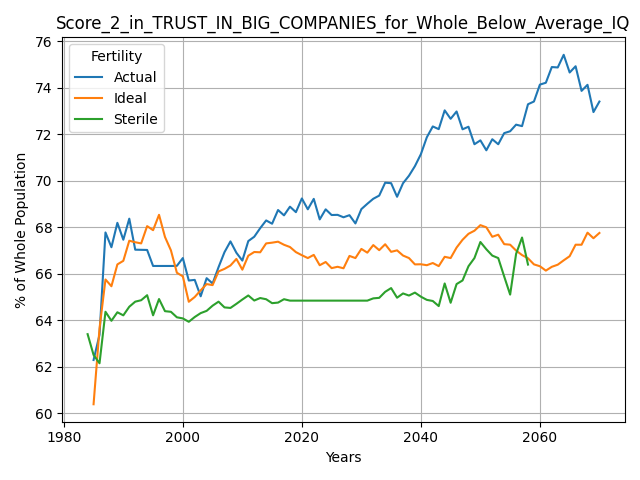 Score_2_in_TRUST_IN_BIG_COMPANIES_for_Whole_Below_Average_IQ
Fertility
Actual
Ideal
Sterile
% of Whole Population
76
74
72
70
68
66
64
62
60
1980
2000
2020
2040
2060
Years